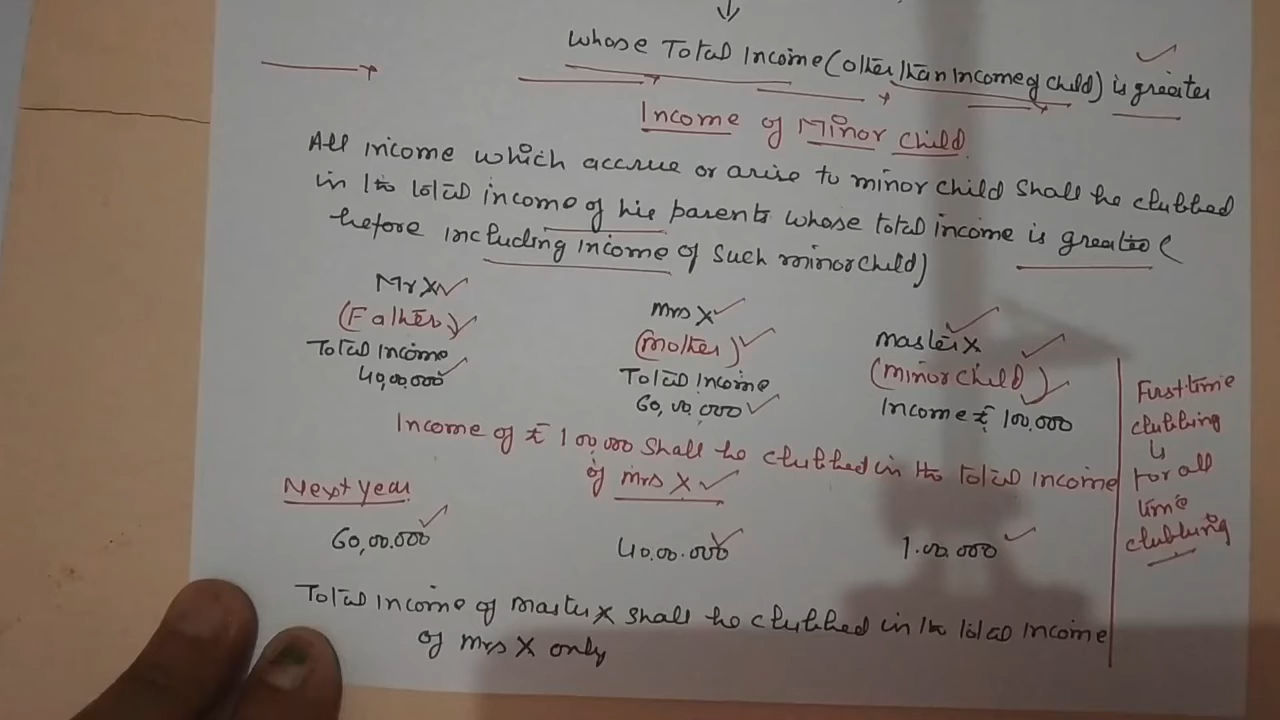 whose Total Income (other than income of child) is greater
Income of Minor child
All income which accrue or arise to minor child shall be clubbed
in the total income of his parents whose total income is greater (
before including income of such minor child)
Mr X
(Father)
Total Income
40,00,000
Mrs X
(mother)
Total Income
60,00,000
master X
(minor child)
Income ₹ 100,000
Income of ₹ 100,000 shall be clubbed in the total income
of mrs X
First time
clubbing
is
for all
time
clubbing
Next year
60,00.000
40.00.000
1.00.000
Total income of master X shall be clubbed in the total income
of mrs X only